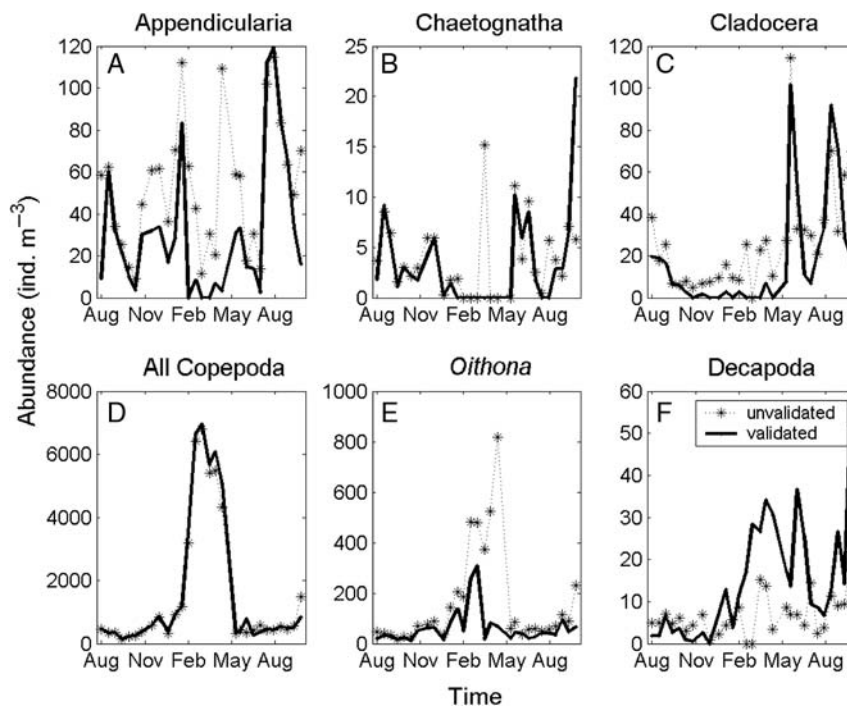 Appendicularia Chaetognatha Cladocera
A B C
120 100 80 60 40 20 0
25 20 15 10 5 0
120 100 80 60 40 20 0
Aug Nov Feb May Aug
Aug Nov Feb May Aug
Aug Nov Feb May Aug
Abundance (ind. m−3)
All Copepoda Oithona Decapoda
D E F
8000 6000 4000 2000 0
1000 800 600 400 200 0
60 50 40 30 20 10 0
unvalidated
validated
Aug Nov Feb May Aug
Aug Nov Feb May Aug
Aug Nov Feb May Aug
Time